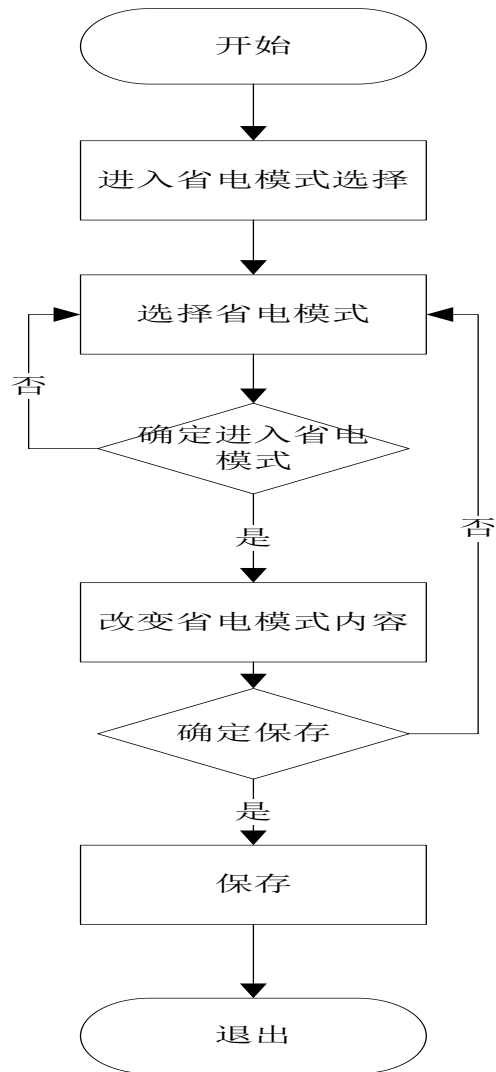 开始
进入省电模式选择
选择省电模式
否
确定进入省电
模式
是
否
改变省电模式内容
确定保存
是
保存
退出